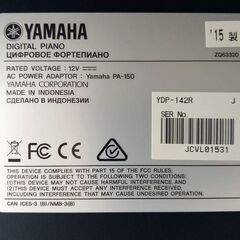 YAMAHA
DIGITAL PIANO
ЦИФРОВОЕ ФОРТЕПИАНО
ZQ63320
RATED VOLTAGE : 12V
AC POWER ADAPTOR : Yamaha PA-150
YAMAHA CORPORATION
MADE IN INDONESIA
СДЕЛАНО В ИНДОНЕЗИИ
'15 製
YDP-142R J
SER No.
JCVL01531
FC CE
THIS DEVICE COMPLIES WITH PART 15 OF THE FCC RULES.
OPERATION IS SUBJECT TO THE FOLLOWING TWO CONDITIONS:
(1) THIS DEVICE MAY NOT CAUSE HARMFUL INTERFERENCE, AND
(2) THIS DEVICE MUST ACCEPT ANY INTERFERENCE RECEIVED,
INCLUDING INTERFERENCE THAT MAY CAUSE UNDESIRED OPERATION.
CAN ICES-3 (B)/NMB-3(B)